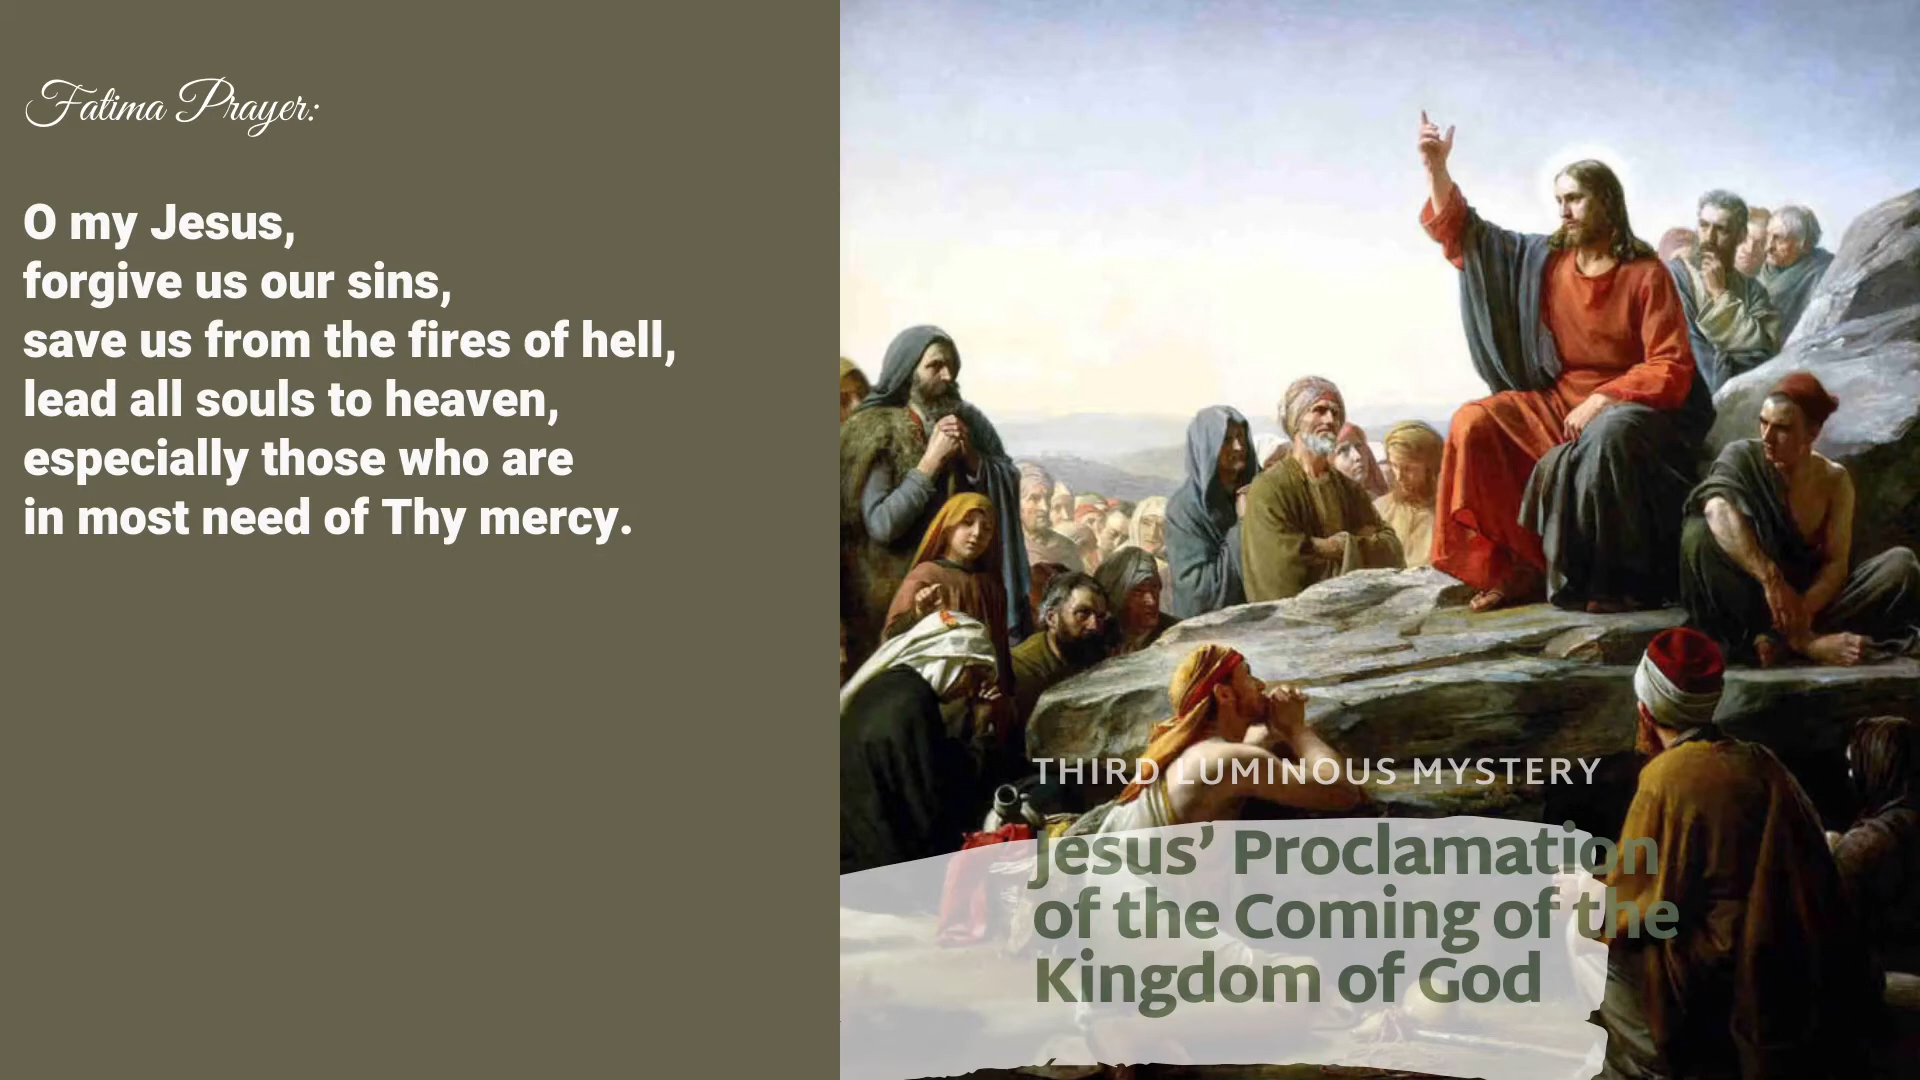 Fatima Prayer:
O my Jesus,
forgive us our sins,
save us from the fires of hell,
lead all souls to heaven,
especially those who are
in most need of Thy mercy.
THIRD LUMINOUS MYSTERY
Jesus’ Proclamation
of the Coming of the
Kingdom of God